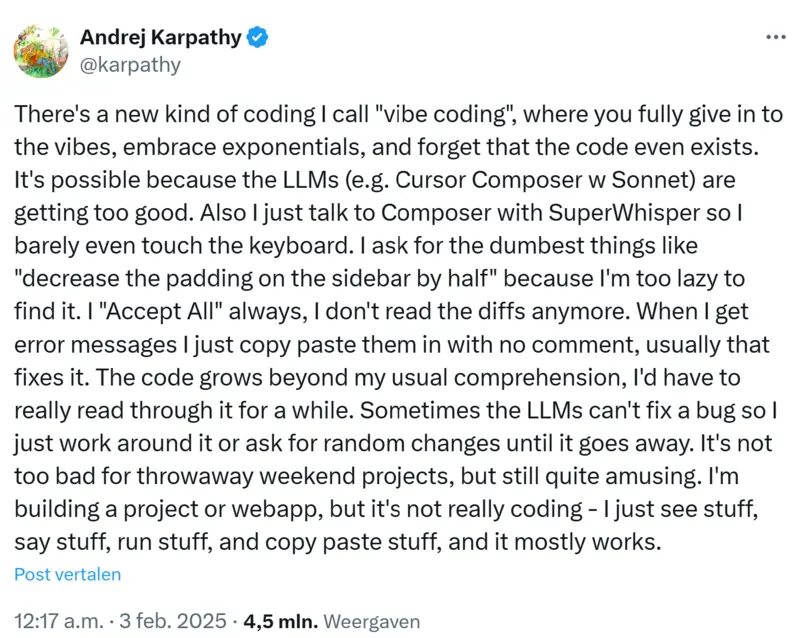 Andrej Karpathy
@karpathy
There's a new kind of coding I call "vibe coding", where you fully give in to
the vibes, embrace exponentials, and forget that the code even exists.
It's possible because the LLMs (e.g. Cursor Composer w Sonnet) are
getting too good. Also I just talk to Composer with SuperWhisper so I
barely even touch the keyboard. I ask for the dumbest things like
"decrease the padding on the sidebar by half" because I'm too lazy to
find it. I "Accept All" always, I don't read the diffs anymore. When I get
error messages I just copy paste them in with no comment, usually that
fixes it. The code grows beyond my usual comprehension, I'd have to
really read through it for a while. Sometimes the LLMs can't fix a bug so I
just work around it or ask for random changes until it goes away. It's not
too bad for throwaway weekend projects, but still quite amusing. I'm
building a project or webapp, but it's not really coding - I just see stuff,
say stuff, run stuff, and copy paste stuff, and it mostly works.
Post vertalen
12:17 a.m. · 3 feb. 2025 · 4,5 mln. Weergaven